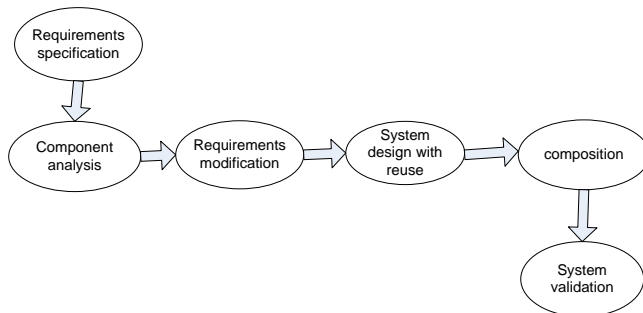 Requirements
specification
Component
analysis
Requirements
modification
System
design with
reuse
composition
System
validation